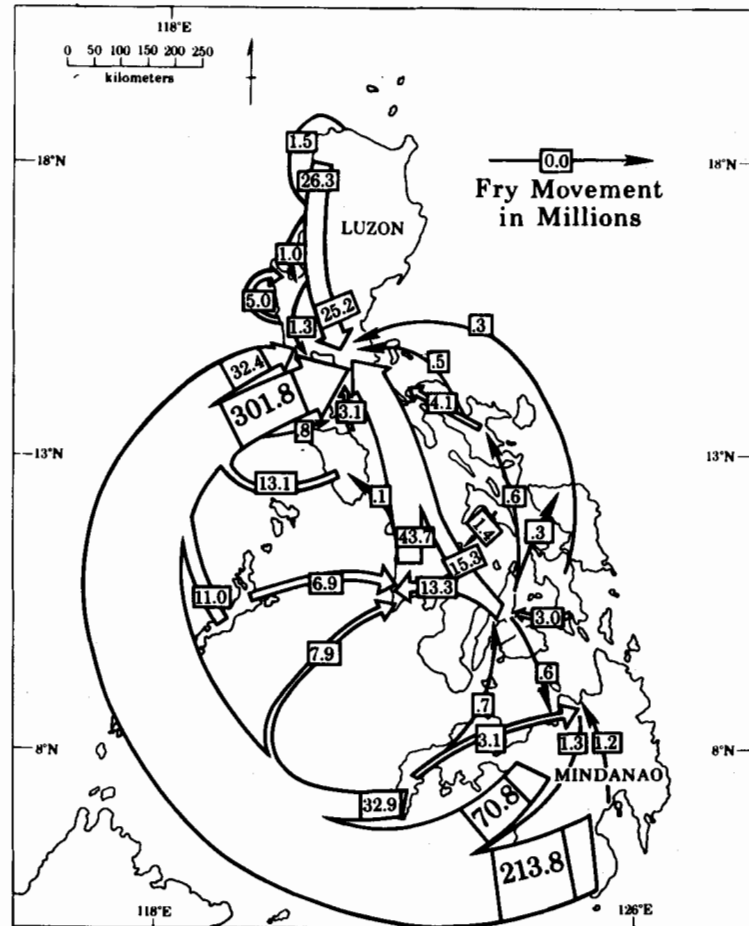 118°E
0 50 100 150 200 250
kilometers
18°N
18°N
0.0
Fry Movement
in Millions
LUZON
1.5
26.3
1.0
5.0
1.3
25.2
.3
.5
32.4
301.8
.8
3.1
4.1
13°N
13°N
13.1
.1
.6
.3
43.7
1.4
15.3
11.0
6.9
13.3
3.0
7.9
.6
.7
3.1
1.3
1.2
8°N
8°N
MINDANAO
32.9
70.8
213.8
118°E
126°E